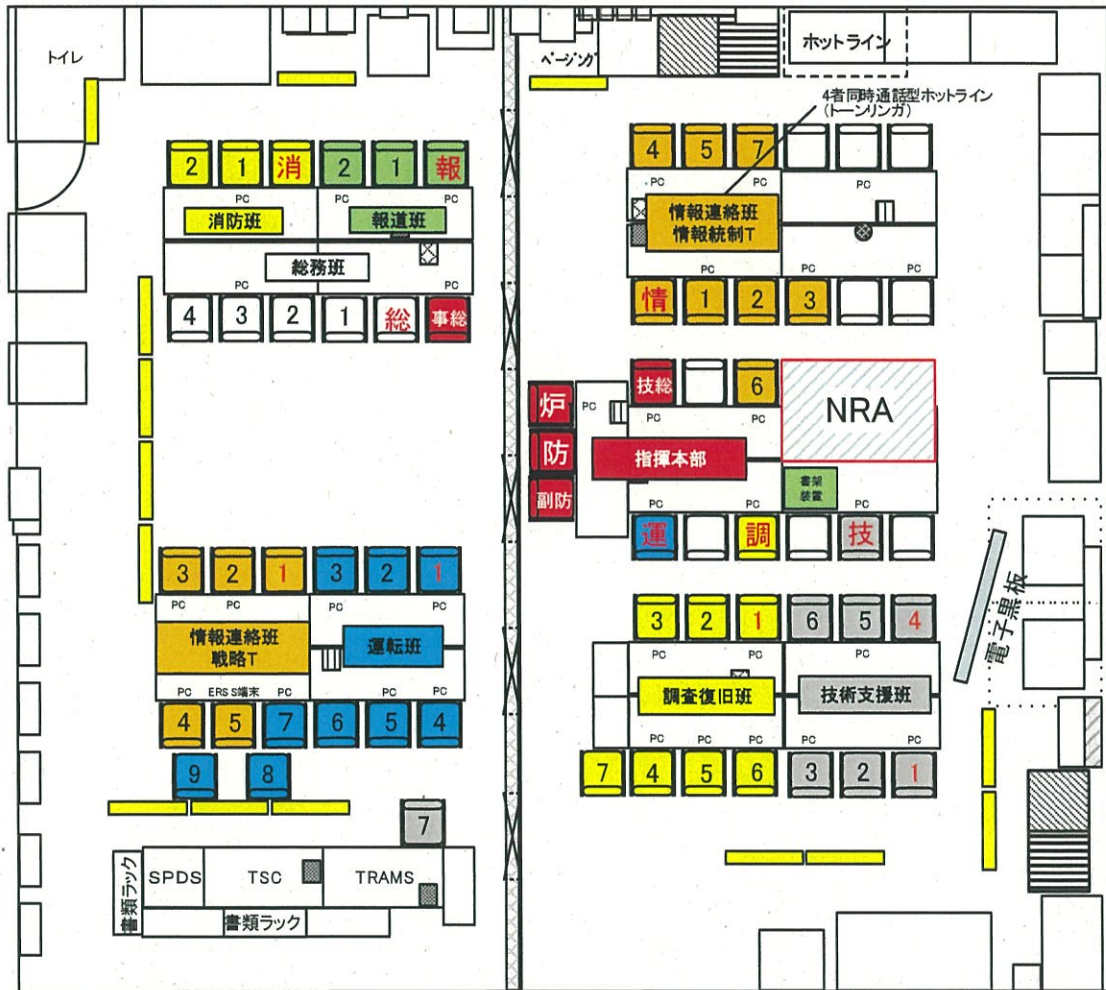 トイレ
ページング
ホットライン
4者同時通話型ホットライン
(トーンリンガ)
2 1 消 2 1 報
PC PC PC
消防班 報道班
総務班
PC PC
4 3 2 1 総 事総
4 5 7
PC PC PC
情報連絡班
情報統制T
PC PC PC
情 1 2 3
技総 6
炉 PC PC PC
防
副防
指揮本部
NRA
書架
装置
PC PC PC
運 調 技
3 2 1 3 2 1
PC PC PC PC
情報連絡班
戦略T
運転班
PC ERSS端末 PC PC PC
4 5 7 6 5 4
9 8
7
3 2 1 6 5 4
PC PC PC PC
調査復旧班 技術支援班
PC PC PC PC PC
7 4 5 6 3 2 1
電子黒板
書類ラック
SPDS TSC TRAMS
書類ラック